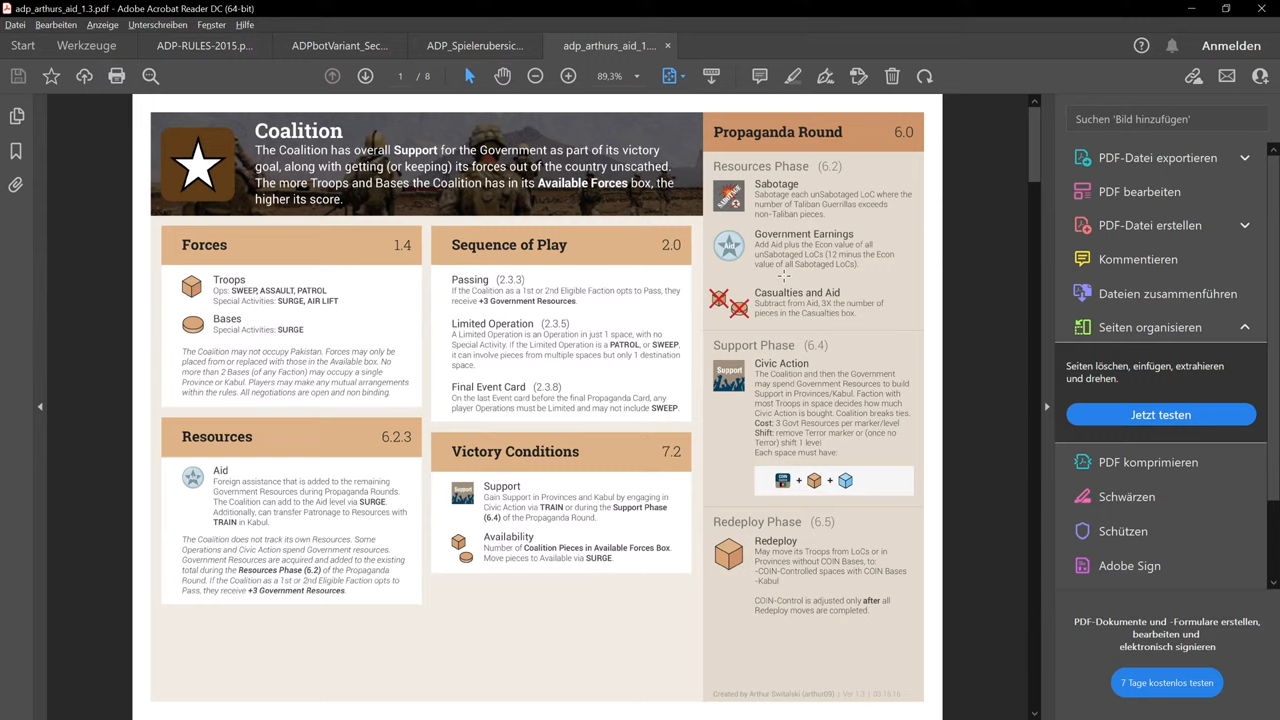 adp_arthurs_aid_1.3.pdf - Adobe Acrobat Reader DC (64-bit)
Datei Bearbeiten Anzeige Unterschreiben Fenster Hilfe
Start Werkzeuge ADP-RULES-2015.p... ADPbotVariant_Sec... ADP_Spielerubersic... adp_arthurs_aid_1.... × Anmelden
1 / 8 89,3%
Coalition
The Coalition has overall Support for the Government as part of its victory
goal, along with getting (or keeping) its forces out of the country unscathed.
The more Troops and Bases the Coalition has in its Available Forces box, the
higher its score.
Forces 1.4
Troops
Ops: SWEEP, ASSAULT, PATROL
Special Activities: SURGE, AIR LIFT
Bases
Special Activities: SURGE
The Coalition may not occupy Pakistan. Forces may only be
placed from or replaced with those in the Available box. No
more than 2 Bases (of any Faction) may occupy a single
Province or Kabul. Players may make any mutual arrangements
within the rules. All negotiations are open and non binding.
Resources 6.2.3
Aid
Foreign assistance that is added to the remaining
Government Resources during Propaganda Rounds.
The Coalition can add to the Aid level via SURGE.
Additionally, can transfer Patronage to Resources with
TRAIN in Kabul.
The Coalition does not track its own Resources. Some
Operations and Civic Action spend Government resources.
Government Resources are acquired and added to the existing
total during the Resources Phase (6.2) of the Propaganda
Round. If the Coalition as a 1st or 2nd Eligible Faction opts to
Pass, they receive +3 Government Resources.
Sequence of Play 2.0
Passing (2.3.3)
If the Coalition as a 1st or 2nd Eligible Faction opts to Pass, they
receive +3 Government Resources.
Limited Operation (2.3.5)
A Limited Operation is an Operation in just 1 space, with no
Special Activity. If the Limited Operation is a PATROL, or SWEEP,
it can involve pieces from multiple spaces but only 1 destination
space.
Final Event Card (2.3.8)
On the last Event card before the final Propaganda Card, any
player Operations must be Limited and may not include SWEEP.
Victory Conditions 7.2
Support
Support
Gain Support in Provinces and Kabul by engaging in
Civic Action via TRAIN or during the Support Phase
(6.4) of the Propaganda Round.
Availability
Number of Coalition Pieces in Available Forces Box.
Move pieces to Available via SURGE.
Propaganda Round 6.0
Resources Phase (6.2)
SABOTAGE
Sabotage
Sabotage each unSabotaged LoC where the
number of Taliban Guerrillas exceeds
non-Taliban pieces.
Aid
Government Earnings
Add Aid plus the Econ value of all
unSabotaged LoCs (12 minus the Econ
value of all Sabotaged LoCs).
Casualties and Aid
Subtract from Aid, 3X the number of
pieces in the Casualties box.
Support Phase (6.4)
Support
Civic Action
The Coalition and then the Government
may spend Government Resources to build
Support in Provinces/Kabul. Faction with
most Troops in space decides how much
Civic Action is bought. Coalition breaks ties.
Cost: 3 Govt Resources per marker/level
Shift: remove Terror marker or (once no
Terror) shift 1 level
Each space must have:
COIN + +
Redeploy Phase (6.5)
Redeploy
May move its Troops from LoCs or in
Provinces without COIN Bases, to:
-COIN-Controlled spaces with COIN Bases
-Kabul
COIN-Control is adjusted only after all
Redeploy moves are completed.
Created by Arthur Switalski (arthur09) | Ver 1.3 | 03.15.16
Suchen 'Bild hinzufügen'
PDF-Datei exportieren
PDF bearbeiten
PDF-Datei erstellen
Kommentieren
Dateien zusammenführen
Seiten organisieren
Seiten löschen, einfügen, extrahieren
und drehen.
Jetzt testen
PDF komprimieren
Schwärzen
Schützen
Adobe Sign
PDF-Dokumente und -Formulare erstellen,
bearbeiten und
elektronisch signieren
7 Tage kostenlos testen